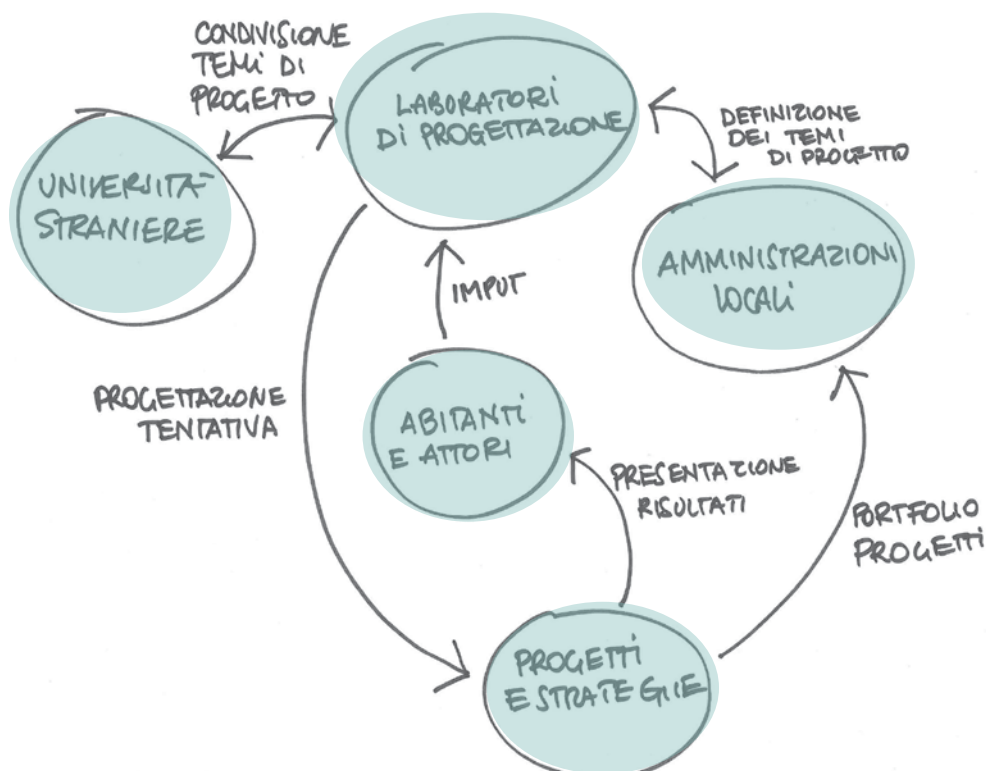 CONDIVISIONE
TEMI DI
PROGETTO
LABORATORI
DI PROGETTAZIONE
DEFINIZIONE
DEI TEMI
DI PROGETTO
UNIVERSITÀ
STRANIERE
AMMINISTRAZIONI
LOCALI
IMPUT
PROGETTAZIONE
TENTATIVA
ABITANTI
E ATTORI
PRESENTAZIONE
RISULTATI
PORTFOLIO
PROGETTI
PROGETTI
E STRATEGIE